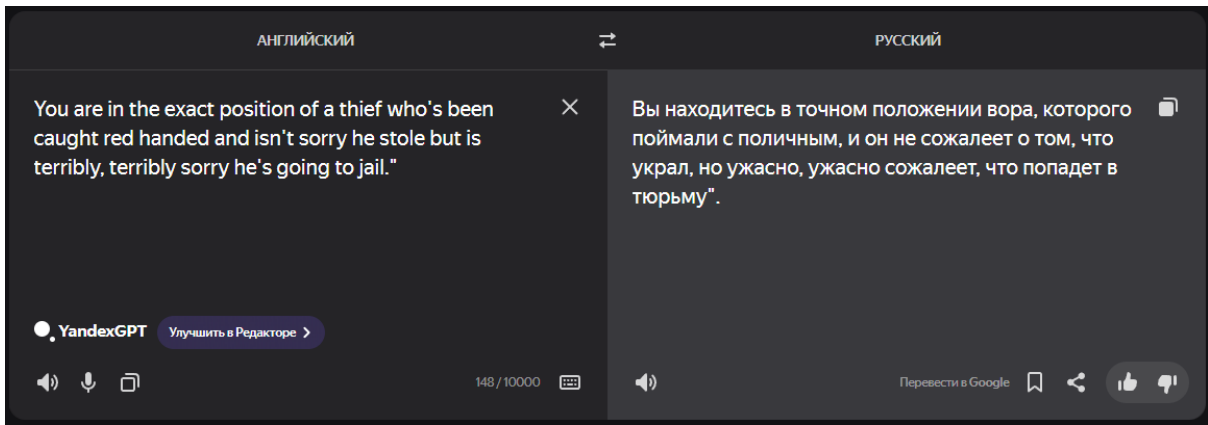 АНГЛИЙСКИЙ
РУССКИЙ
You are in the exact position of a thief who's been
caught red handed and isn't sorry he stole but is
terribly, terribly sorry he's going to jail."
Вы находитесь в точном положении вора, которого
поймали с поличным, и он не сожалеет о том, что
украл, но ужасно, ужасно сожалеет, что попадет в
тюрьму".
YandexGPT Улучшить в Редакторе
148 / 10000
Перевести в Google